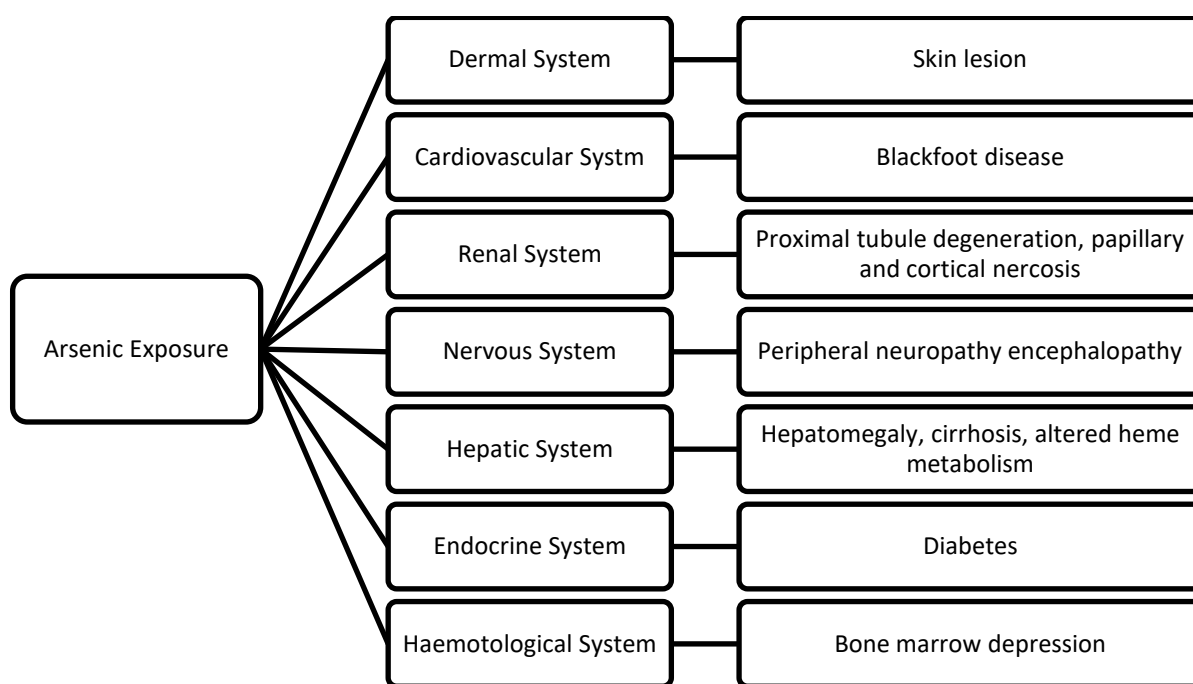 Dermal System
Skin lesion
Cardiovascular Systm
Blackfoot disease
Renal System
Proximal tubule degeneration, papillary
and cortical nercosis
Arsenic Exposure
Nervous System
Peripheral neuropathy encephalopathy
Hepatic System
Hepatomegaly, cirrhosis, altered heme
metabolism
Endocrine System
Diabetes
Haemotological System
Bone marrow depression